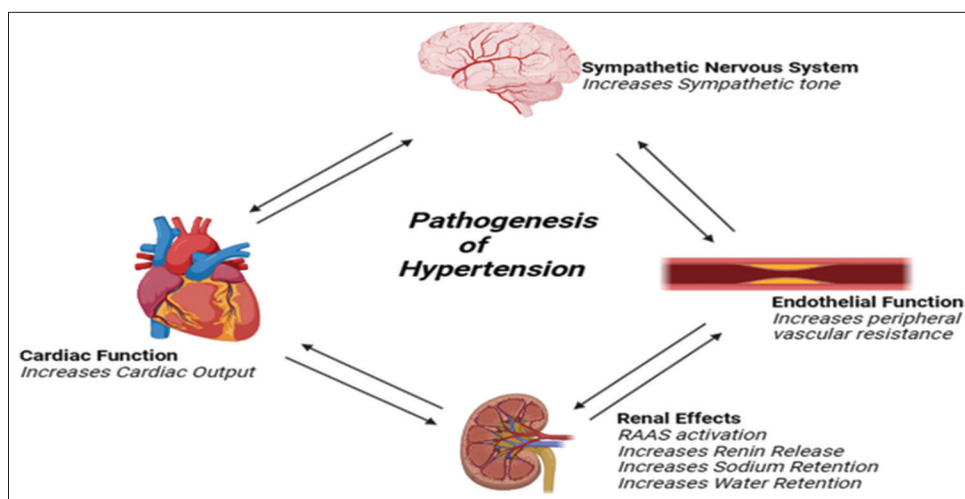 Sympathetic Nervous System
Increases Sympathetic tone
Pathogenesis
of
Hypertension
Endothelial Function
Increases peripheral
vascular resistance
Cardiac Function
Increases Cardiac Output
Renal Effects
RAAS activation
Increases Renin Release
Increases Sodium Retention
Increases Water Retention